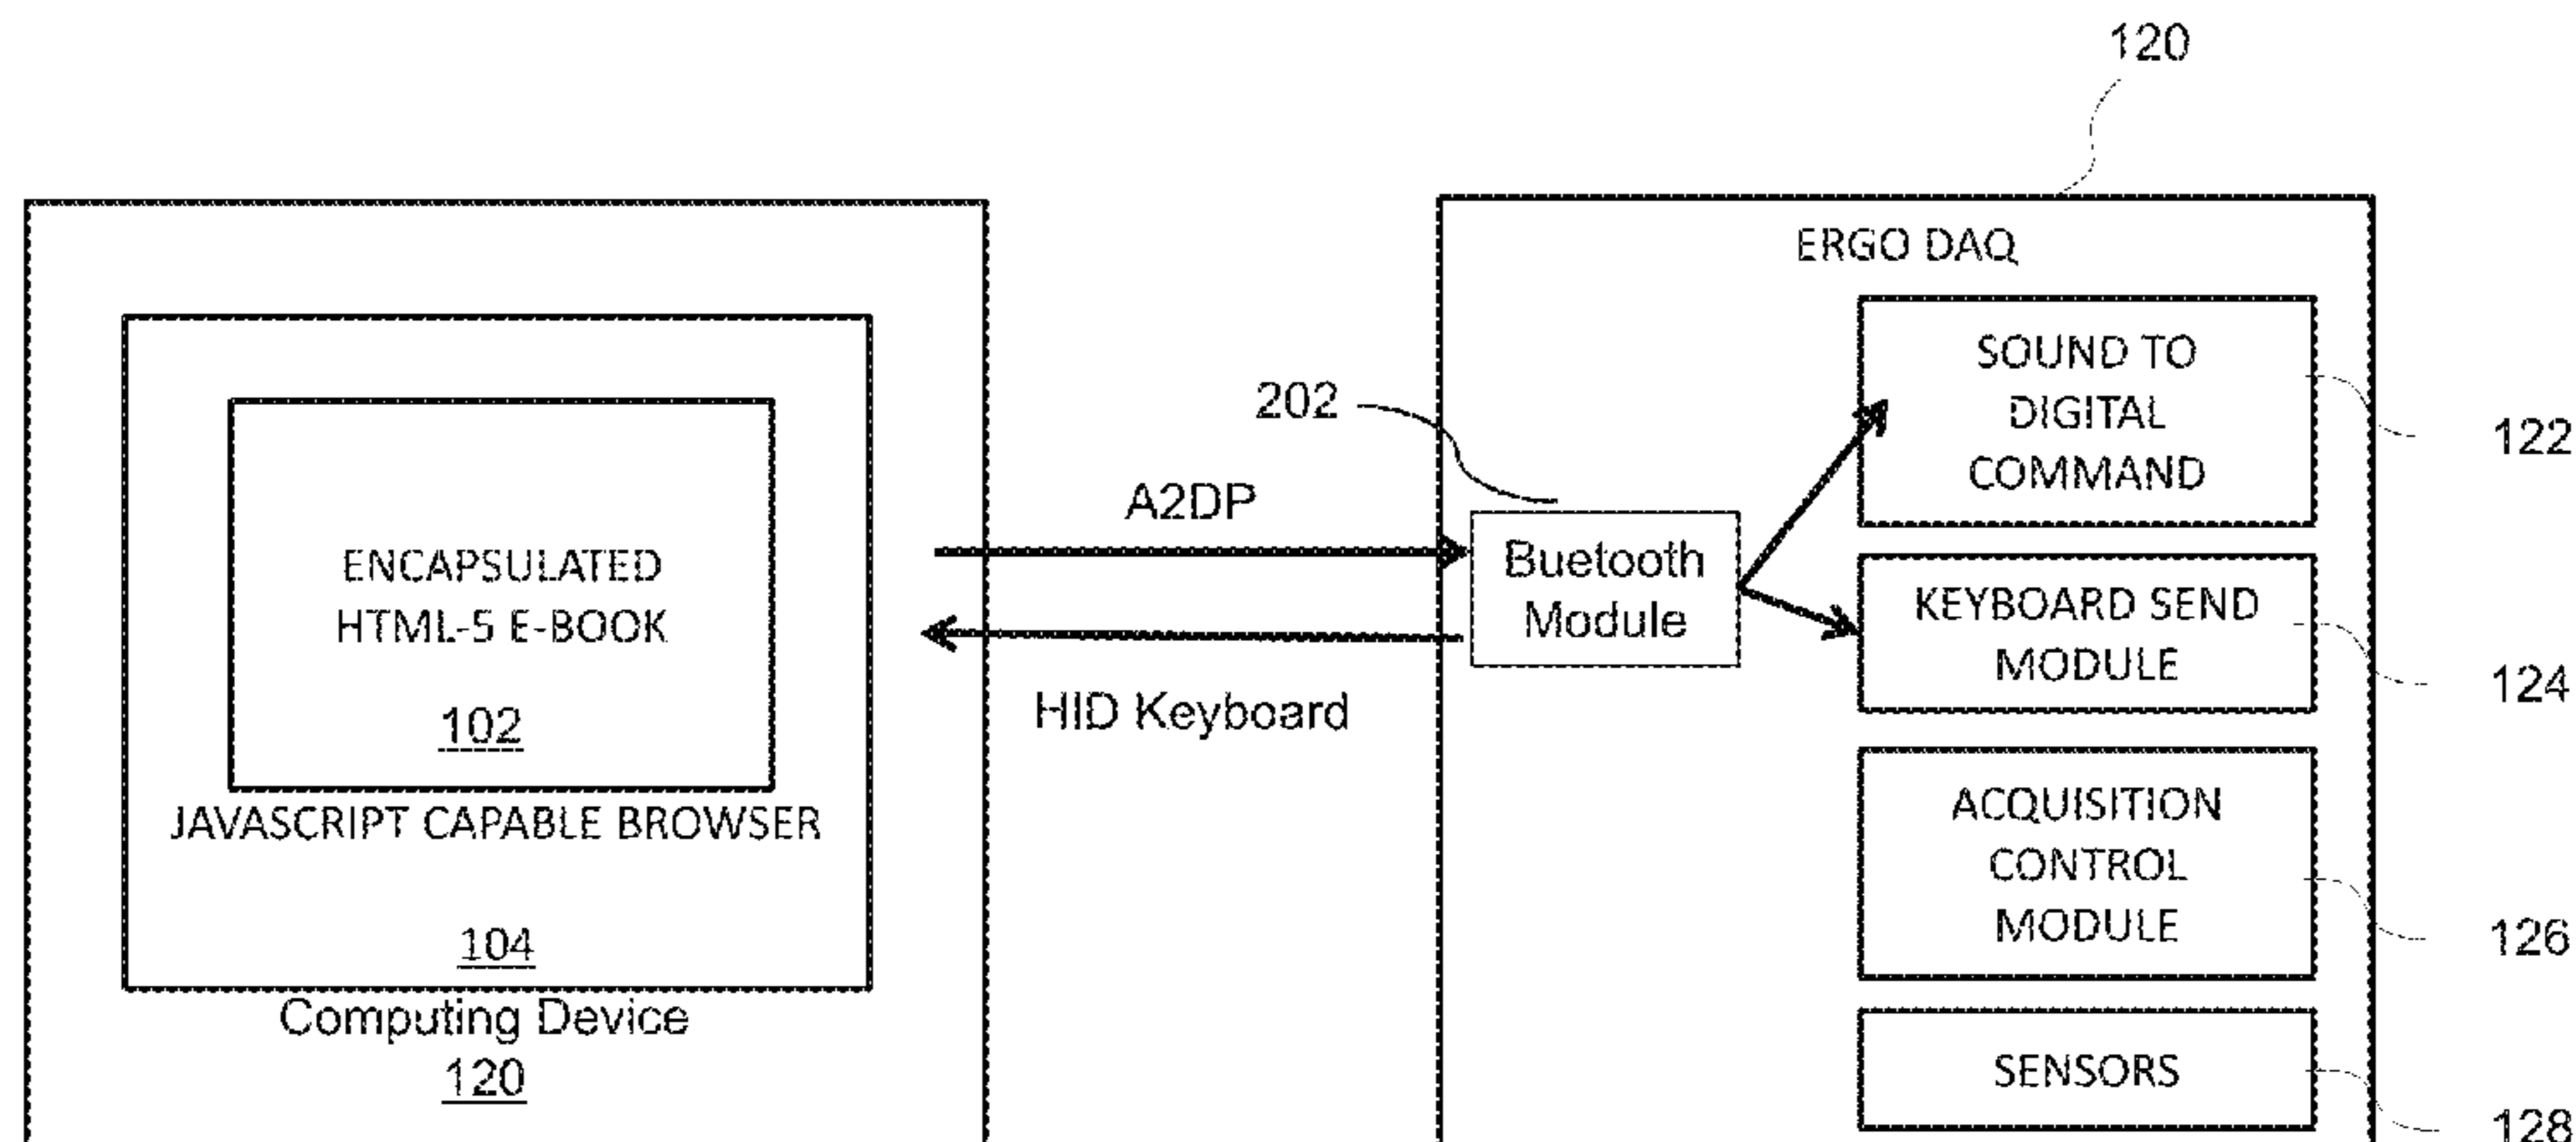 120
ERGO DAQ
SOUND TO
DIGITAL
COMMAND
122
202
A2DP
Buetooth
Module
ENCAPSULATED
HTML-5 E-BOOK
102
KEYBOARD SEND
MODULE
124
HID Keyboard
JAVASCRIPT CAPABLE BROWSER
104
ACQUISITION
CONTROL
MODULE
126
Computing Device
120
SENSORS
128